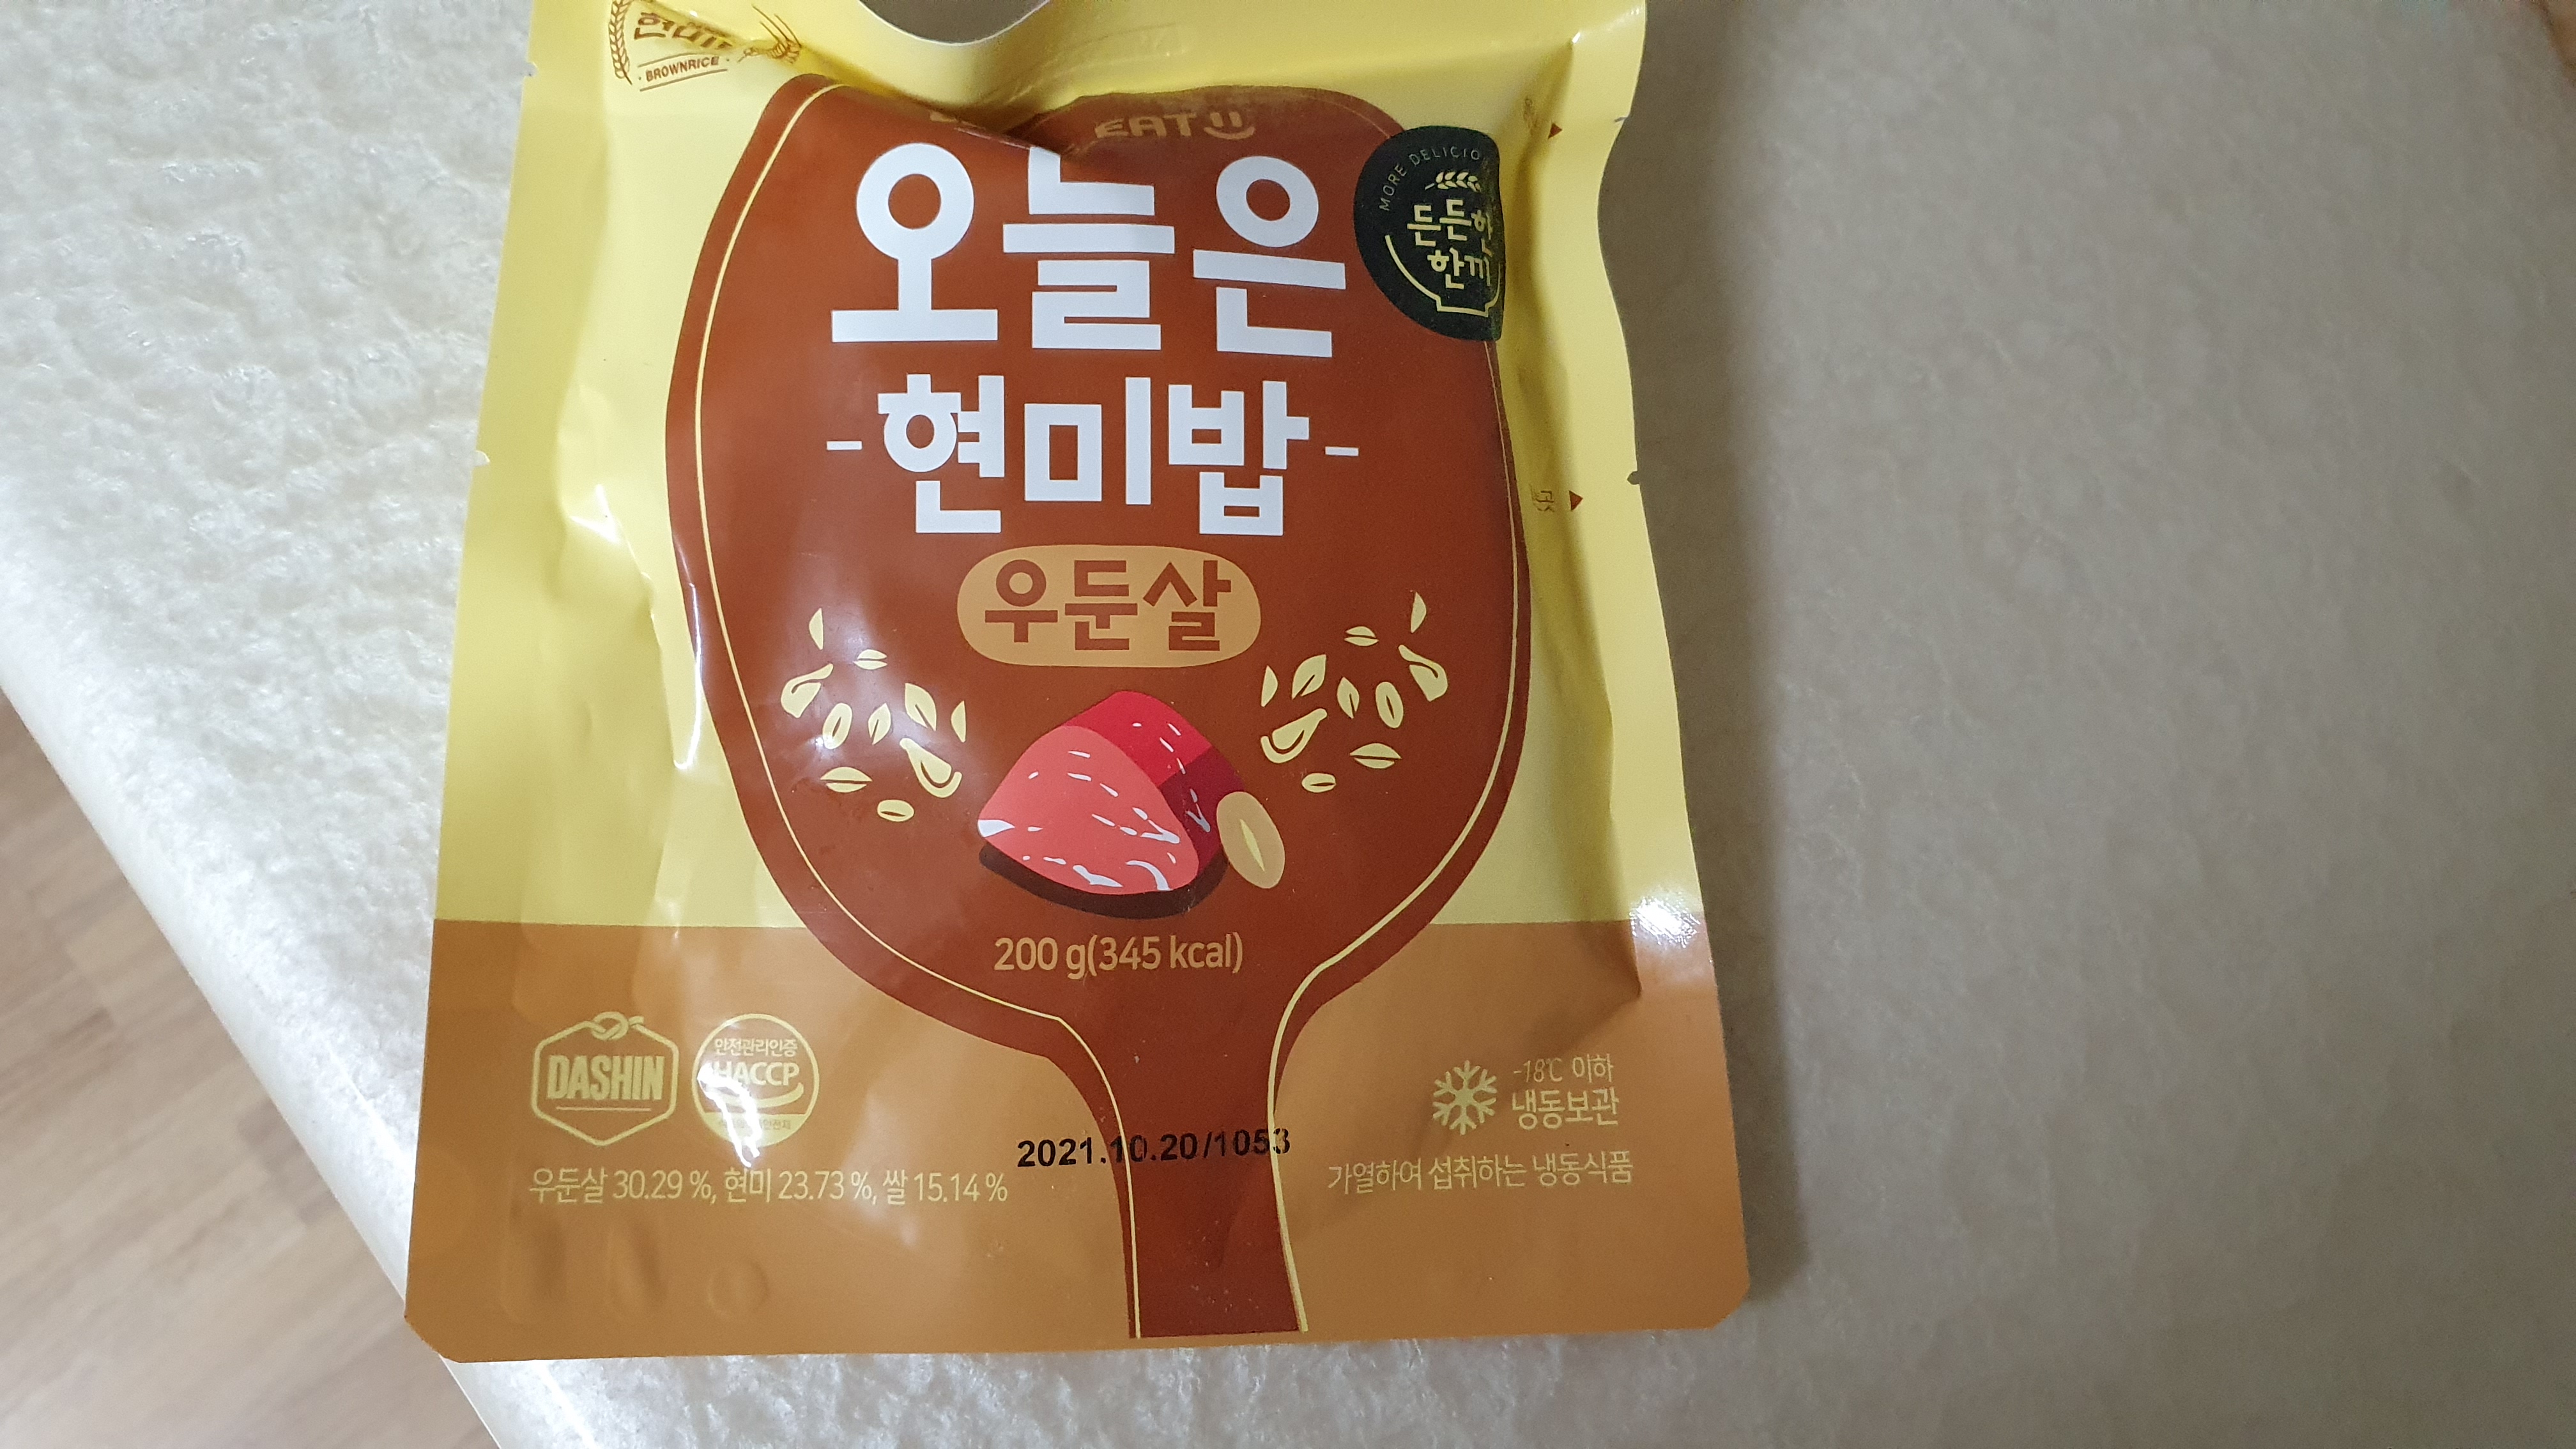 현미
BROWNRICE
EAT
MORE DELICIO
든든한
한끼
오늘은
-현미밥-
우둔살
200 g(345 kcal)
DASHIN
안전관리인증
HACCP
-18℃ 이하
냉동보관
2021.10.20/1053
우둔살 30.29 %, 현미 23.73 %, 쌀 15.14 %
가열하여 섭취하는 냉동식품